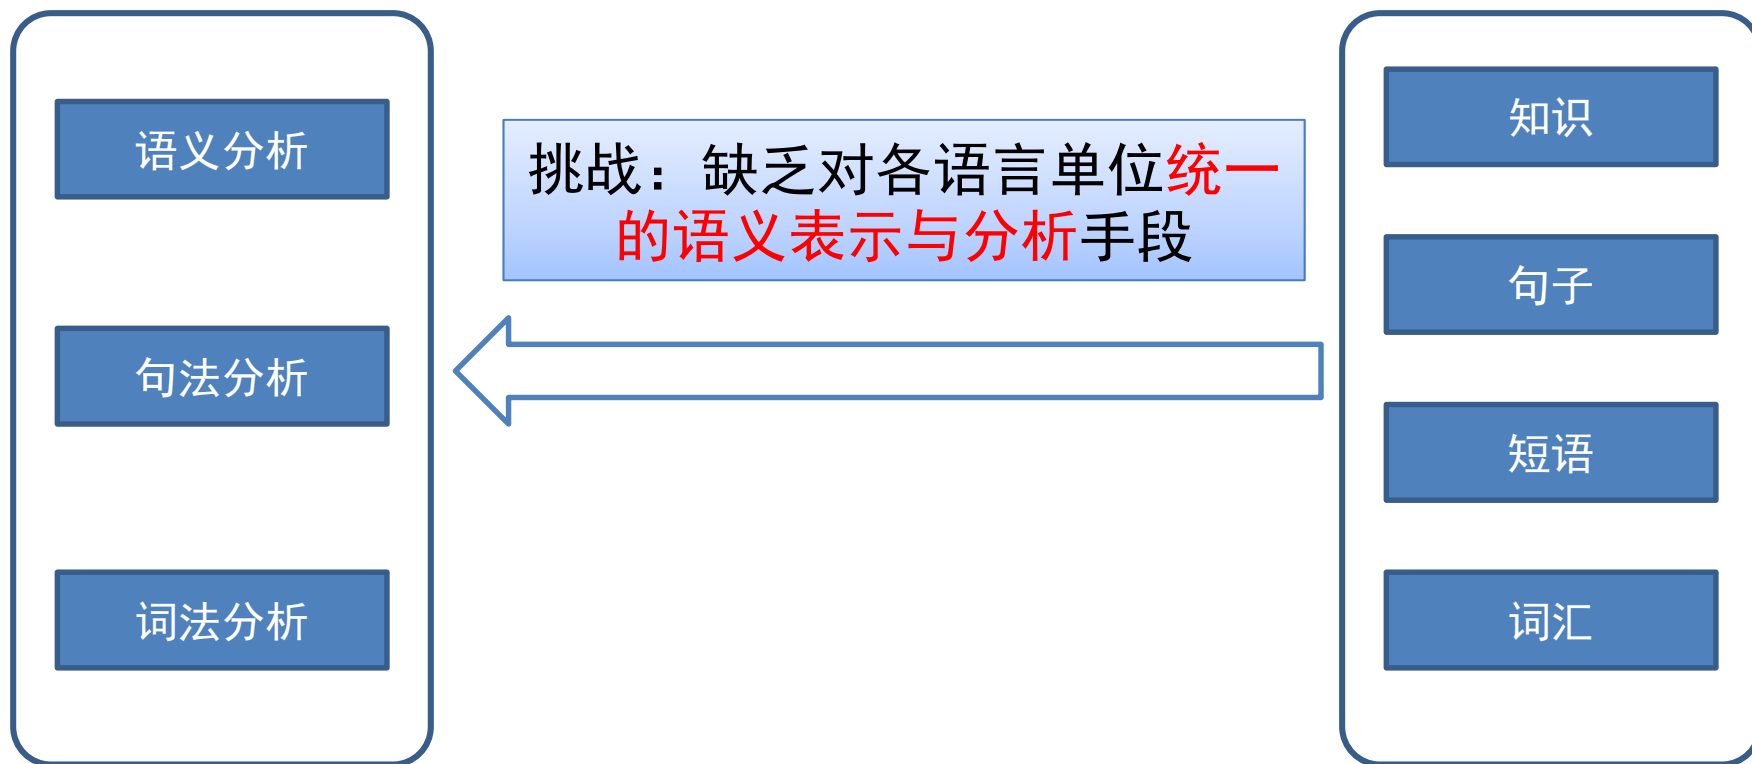 语义分析
句法分析
词法分析
挑战：缺乏对各语言单位统一
的语义表示与分析手段
知识
句子
短语
词汇